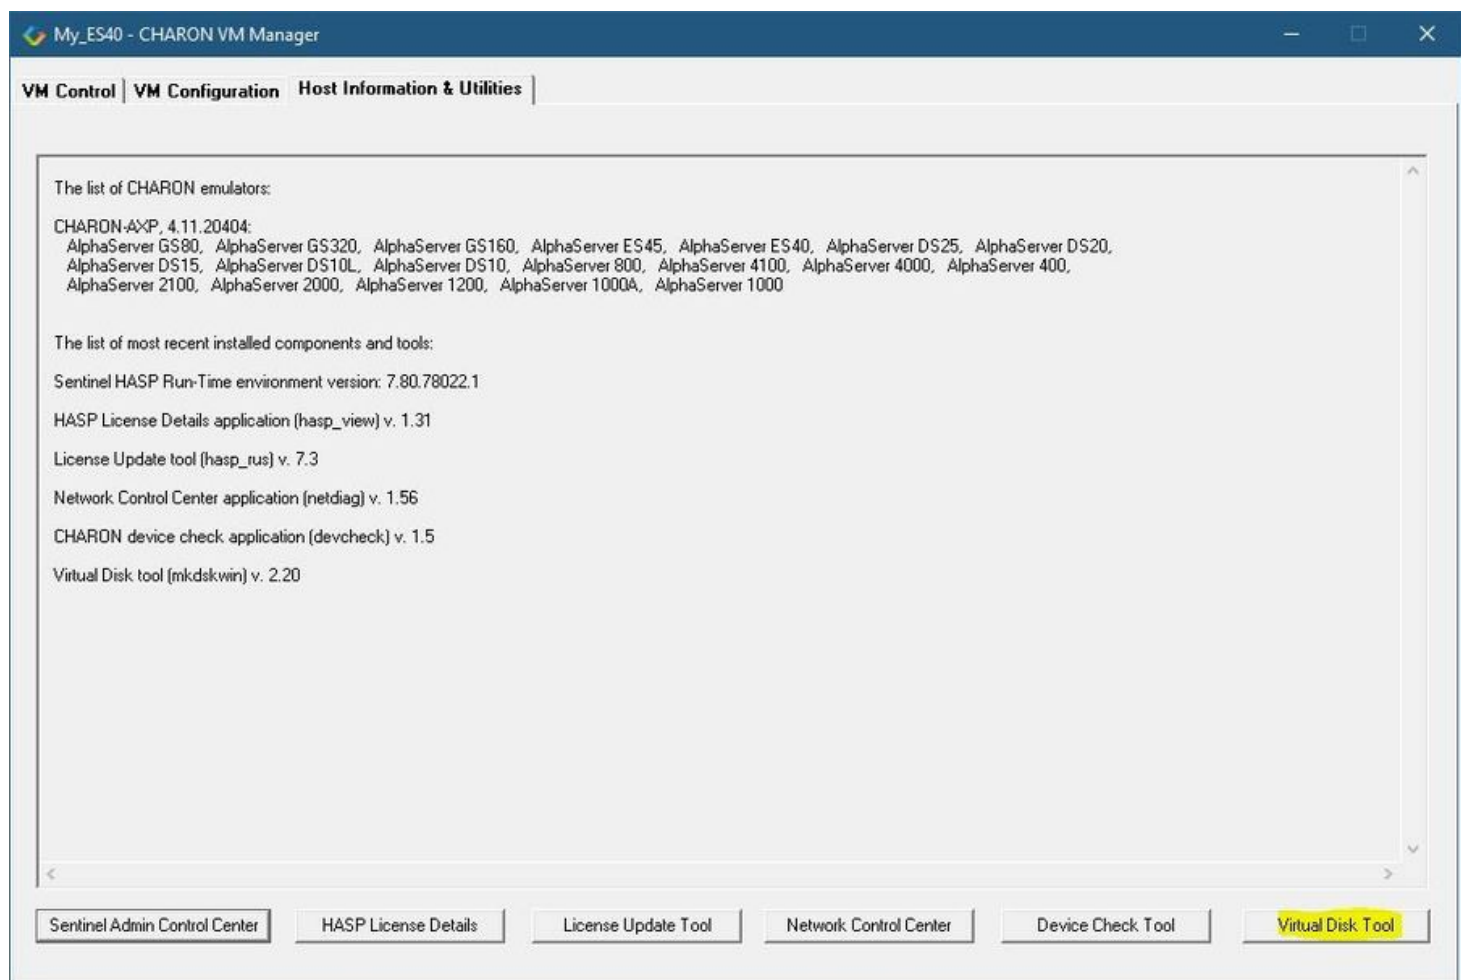 My_ES40 - CHARON VM Manager
VM Control | VM Configuration Host Information & Utilities
The list of CHARON emulators:
CHARON-AXP, 4.11.20404:
AlphaServer GS80, AlphaServer GS320, AlphaServer GS160, AlphaServer ES45, AlphaServer ES40, AlphaServer DS25, AlphaServer DS20,
AlphaServer DS15, AlphaServer DS10L, AlphaServer DS10, AlphaServer 800, AlphaServer 4100, AlphaServer 4000, AlphaServer 400,
AlphaServer 2100, AlphaServer 2000, AlphaServer 1200, AlphaServer 1000A, AlphaServer 1000
The list of most recent installed components and tools:
Sentinel HASP Run-Time environment version: 7.80.78022.1
HASP License Details application (hasp_view) v. 1.31
License Update tool (hasp_rus) v. 7.3
Network Control Center application (netdiag) v. 1.56
CHARON device check application (devcheck) v. 1.5
Virtual Disk tool (mkdskwin) v. 2.20
Sentinel Admin Control Center HASP License Details License Update Tool Network Control Center Device Check Tool Virtual Disk Tool